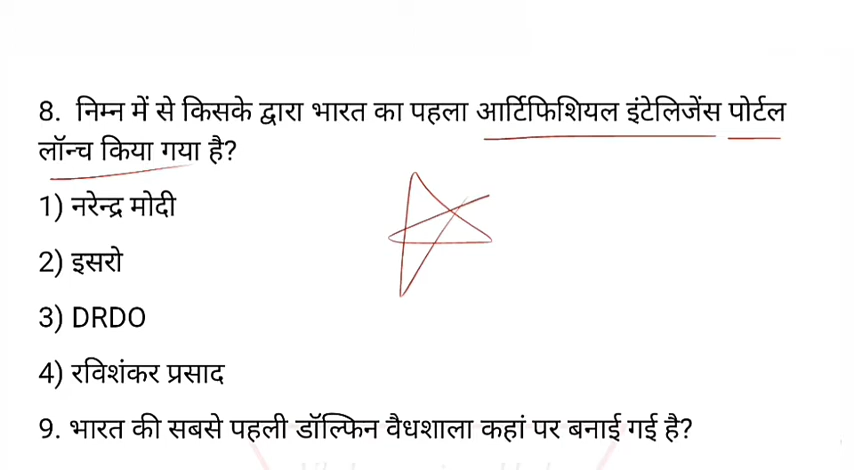 8. निम्न में से किसके द्वारा भारत का पहला आर्टिफिशियल इंटेलिजेंस पोर्टल
लॉन्च किया गया है?
1) नरेन्द्र मोदी
2) इसरो
3) DRDO
4) रविशंकर प्रसाद
9. भारत की सबसे पहली डॉल्फिन वैधशाला कहां पर बनाई गई है?